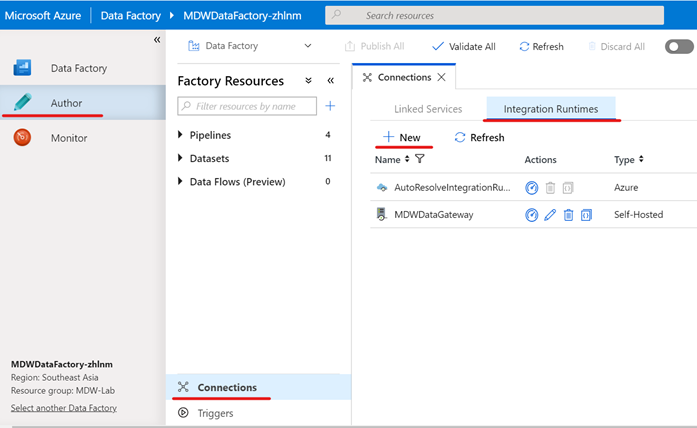 Microsoft Azure Data Factory MDWDataFactory-zhlnm Search resources
Data Factory
Author
Monitor
MDWDataFactory-zhlnm
Region: Southeast Asia
Resource group: MDW-Lab
Select another Data Factory
Data Factory Publish All Validate All Refresh Discard All
Factory Resources
Filter resources by name
Pipelines 4
Datasets 11
Data Flows (Preview) 0
Connections
Triggers
Connections
Linked Services Integration Runtimes
New Refresh
Name Actions Type
AutoResolveIntegrationRu... Azure
MDWDataGateway Self-Hosted